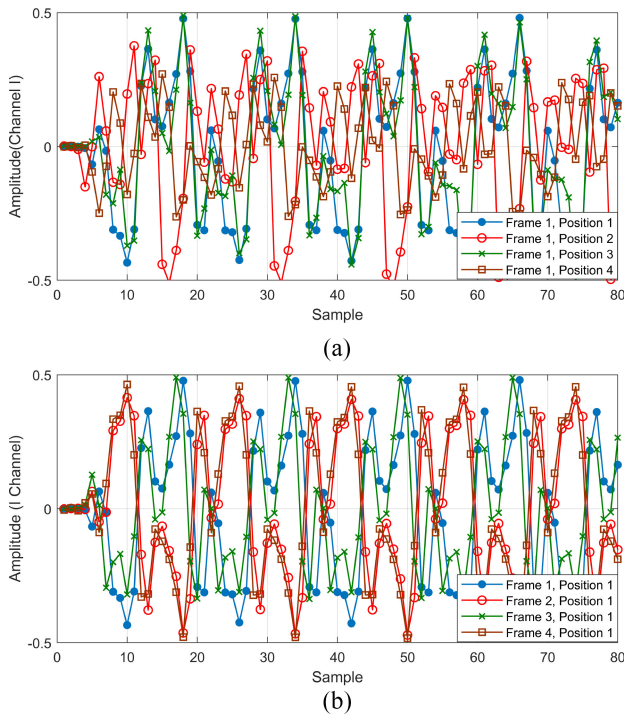 0.5
0
-0.5
Amplitude(Channel I)
0 10 20 30 40 50 60 70 80
Sample
Frame 1, Position 1
Frame 1, Position 2
Frame 1, Position 3
Frame 1, Position 4
(a)
0.5
0
-0.5
Amplitude (I Channel)
0 10 20 30 40 50 60 70 80
Sample
Frame 1, Position 1
Frame 2, Position 1
Frame 3, Position 1
Frame 4, Position 1
(b)